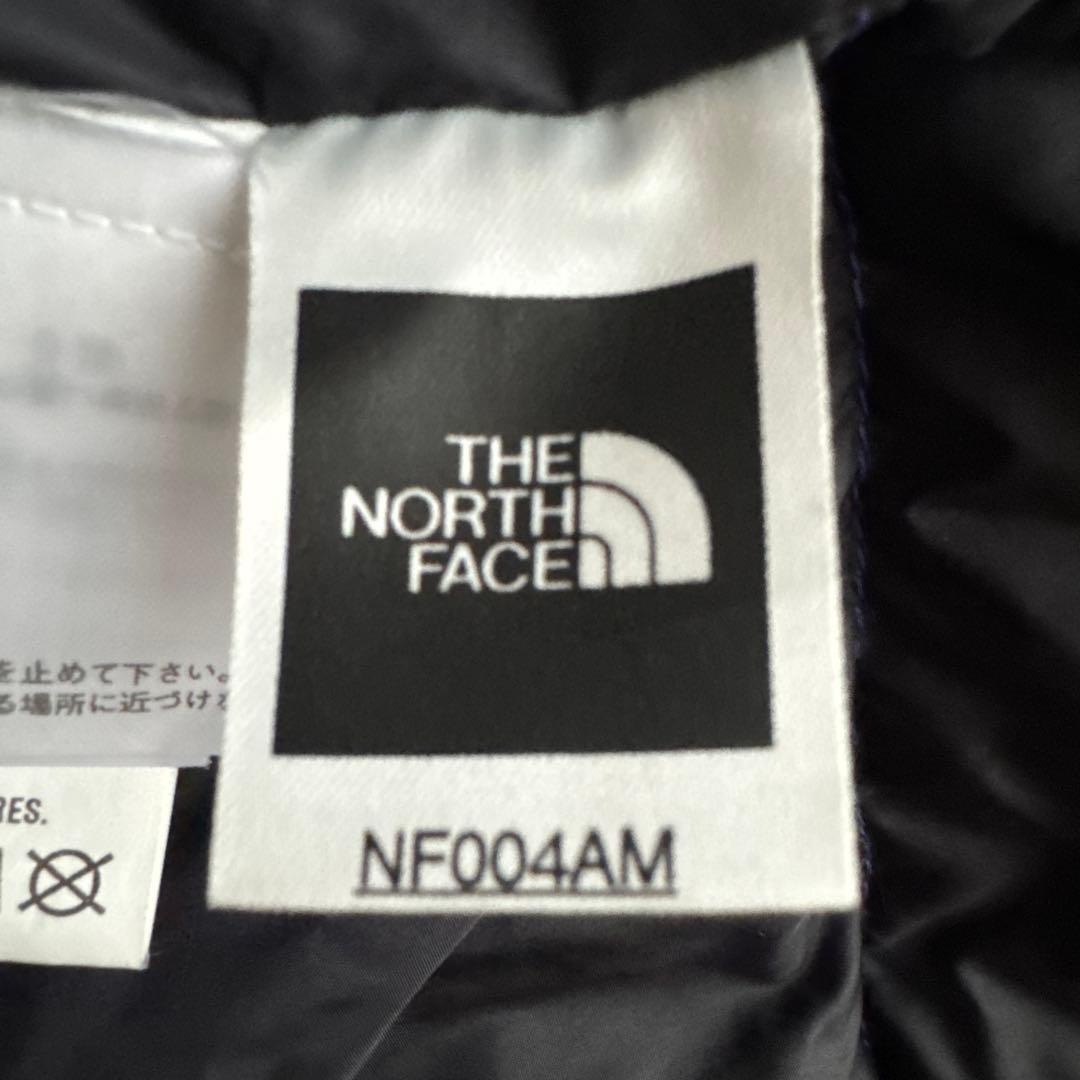 THE
NORTH
FACE
を止めて下さい。
る場所に近づけ
RES.
NF004AM